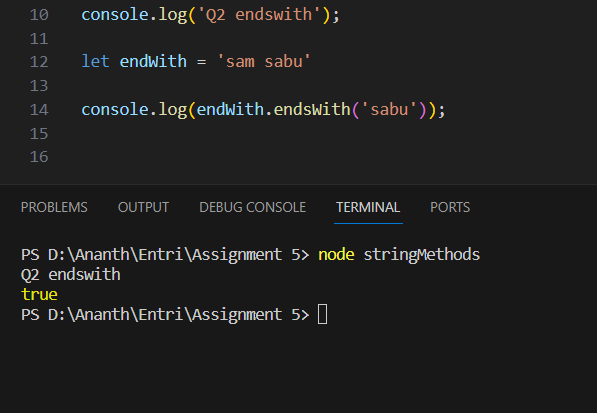 10 console.log('Q2 endswith');
11
12 let endWith = 'sam sabu'
13
14 console.log(endWith.endsWith('sabu'));
15
16
PROBLEMS OUTPUT DEBUG CONSOLE TERMINAL PORTS
PS D:\Ananth\Entri\Assignment 5> node stringMethods
Q2 endswith
true
PS D:\Ananth\Entri\Assignment 5>